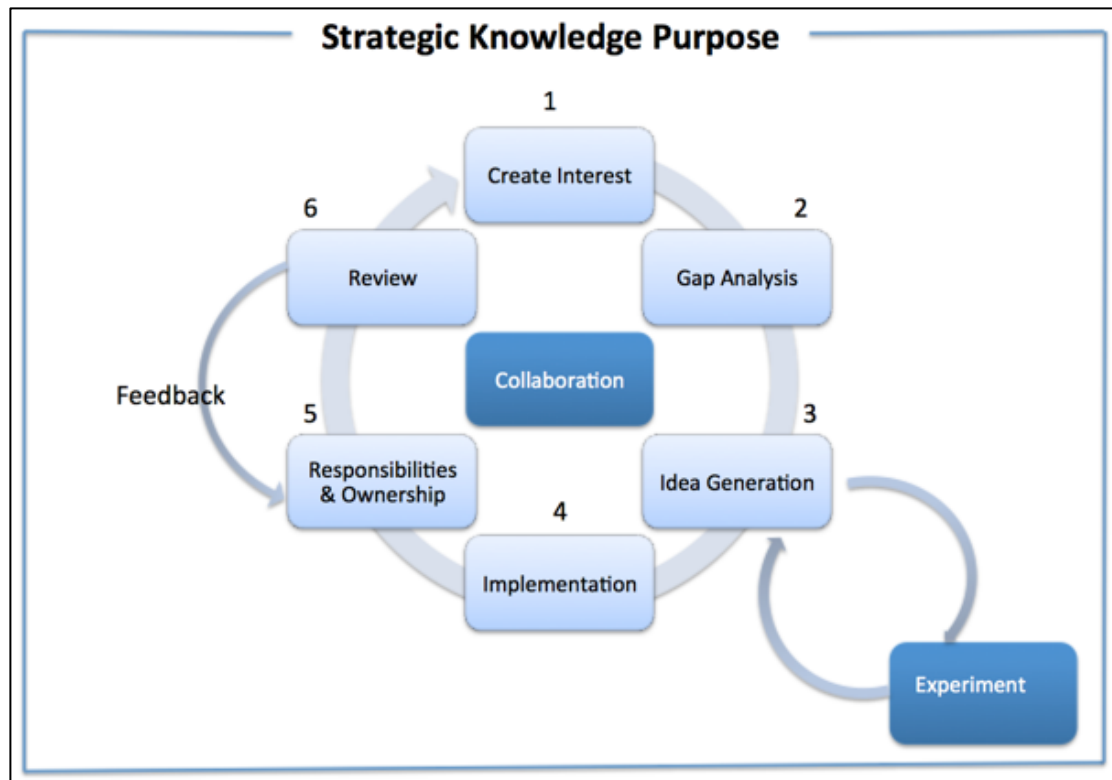 Strategic Knowledge Purpose
1
Create Interest
6
2
Review
Gap Analysis
Collaboration
Feedback
5
3
Responsibilities
& Ownership
Idea Generation
4
Implementation
Experiment